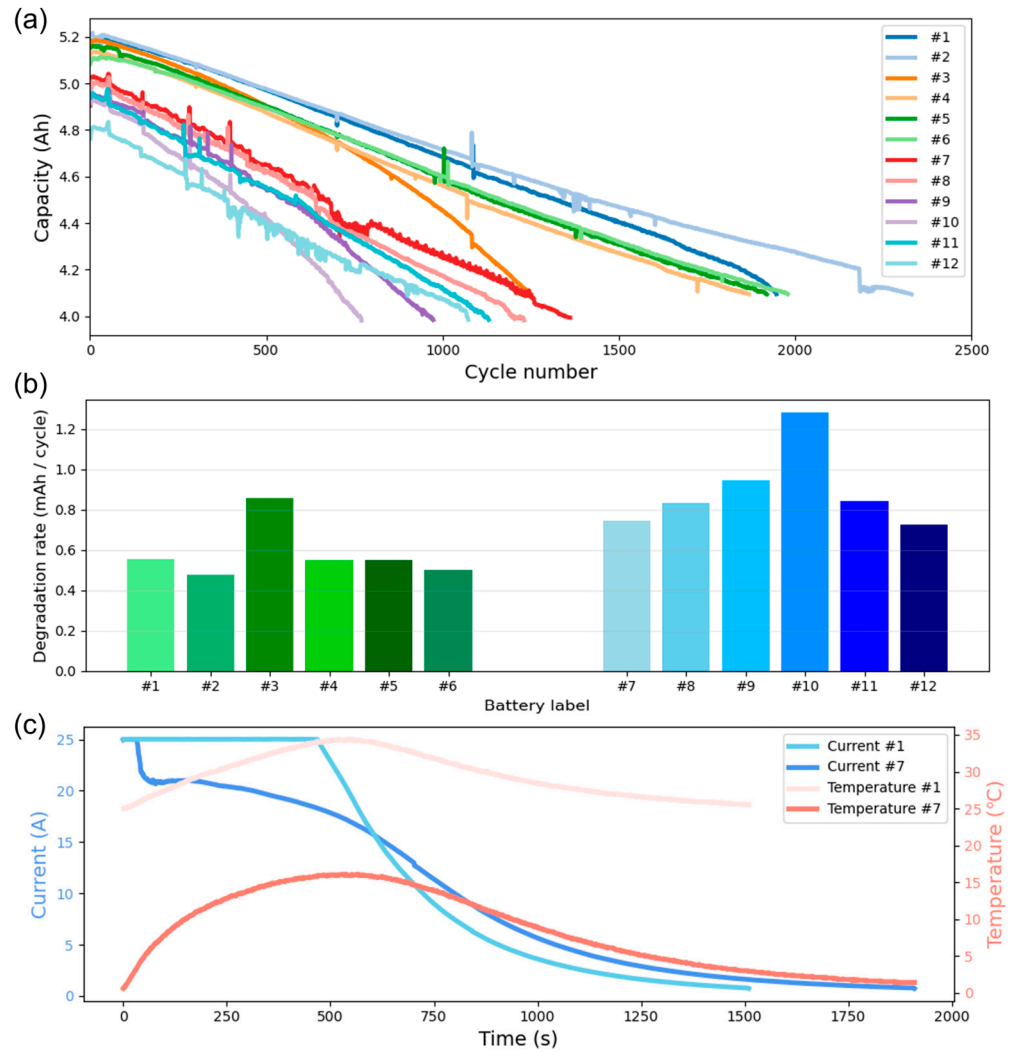 (a)
5.2
5.0
4.8
4.6
4.4
4.2
4.0
Capacity (Ah)
#1
#2
#3
#4
#5
#6
#7
#8
#9
#10
#11
#12
0 500 1000 1500 2000 2500
Cycle number
(b)
1.2
1.0
0.8
0.6
0.4
0.2
0.0
Degradation rate (mAh / cycle)
#1 #2 #3 #4 #5 #6 #7 #8 #9 #10 #11 #12
Battery label
(c)
25
20
15
10
5
0
Current (A)
Current #1
Current #7
Temperature #1
Temperature #7
35
30
25
20
15
10
5
0
Temperature (°C)
0 250 500 750 1000 1250 1500 1750 2000
Time (s)